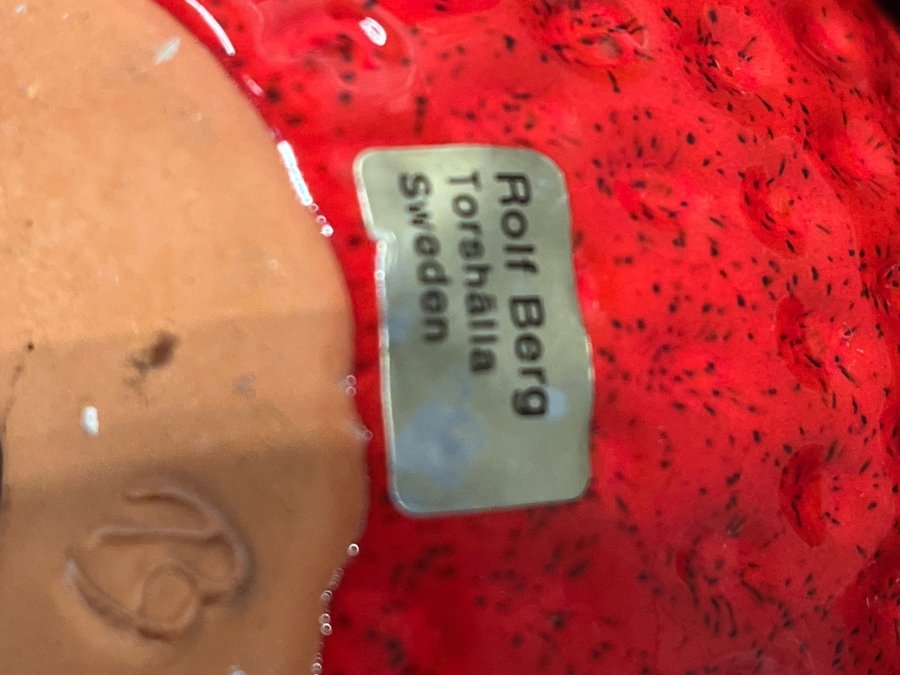 Rolf Berg
Torshälla
Sweden